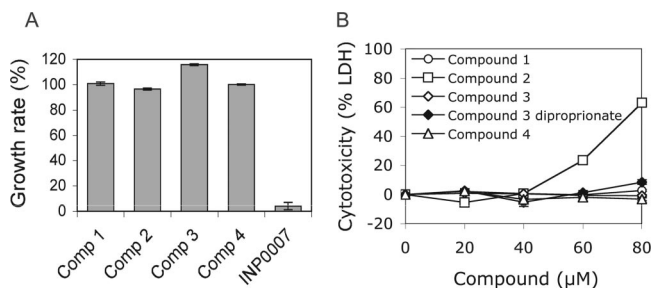 A
Growth rate (%)
120
100
80
60
40
20
0
Comp 1
Comp 2
Comp 3
Comp 4
INP0007
B
Cytotoxicity (% LDH)
100
80
60
40
20
0
-20
Compound 1
Compound 2
Compound 3
Compound 3 diproprionate
Compound 4
0 20 40 60 80
Compound (µM)